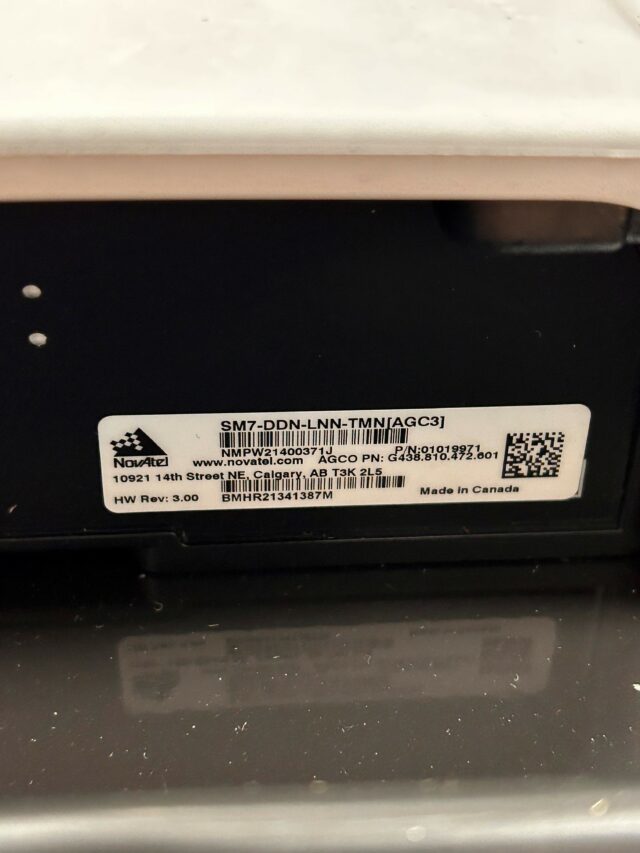 SM7-DDN-LNN-TMN[AGC3]
NovAtel
NMPW21400371J P/N:01019971
www.novatel.com AGCO PN: G438.810.472.601
10921 14th Street NE, Calgary, AB T3K 2L5
HW Rev: 3.00 BMHR21341387M Made in Canada